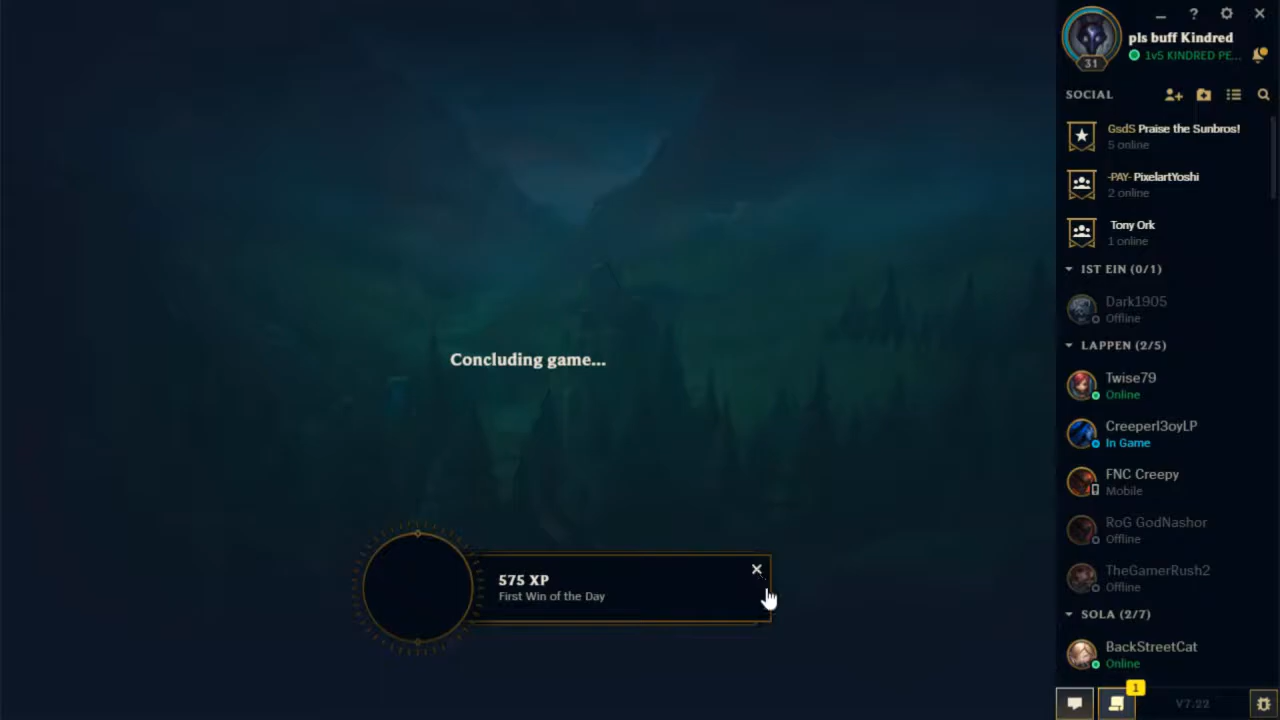 ?
pls buff Kindred
1v5 KINDRED PE...
31
SOCIAL
GsdS Praise the Sunbros!
5 online
-PAY- PixelartYoshi
2 online
Tony Ork
1 online
IST EIN (0/1)
Dark1905
Offline
LAPPEN (2/5)
Twise79
Online
Creeperl3oyLP
In Game
FNC Creepy
Mobile
RoG GodNashor
Offline
TheGamerRush2
Offline
SOLA (2/7)
BackStreetCat
Online
1
V7.22
Concluding game...
575 XP
First Win of the Day